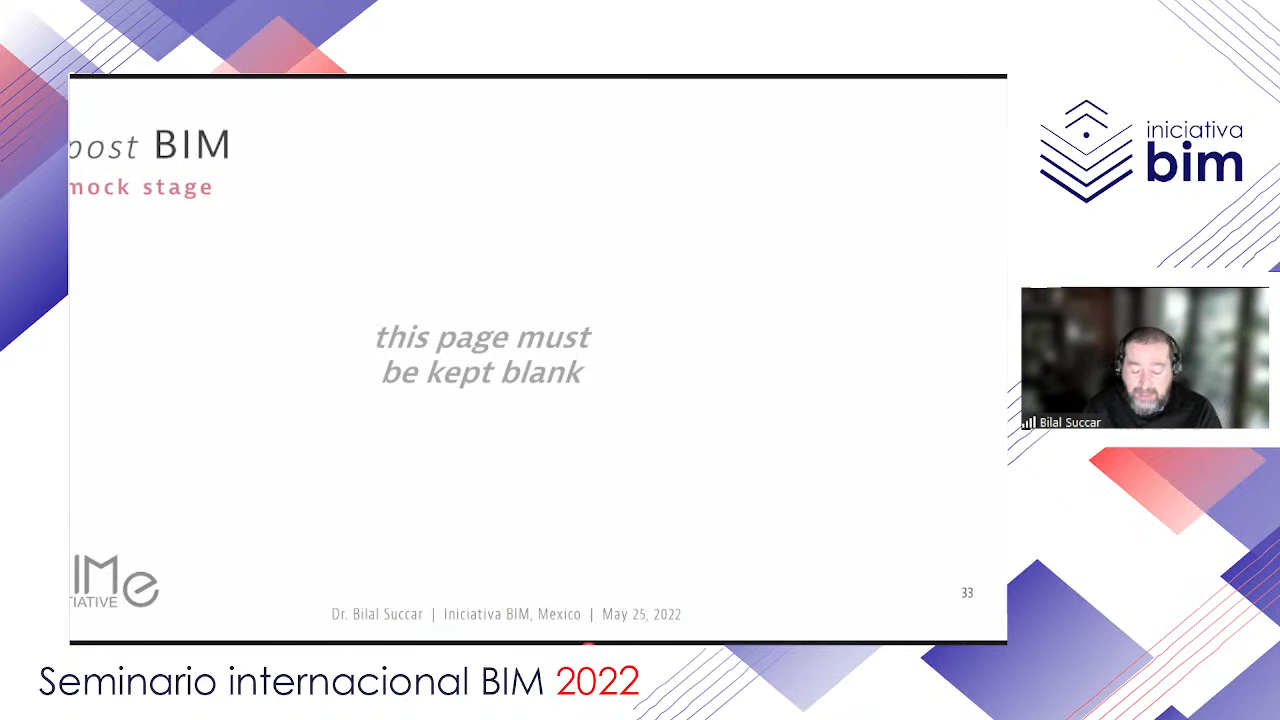 post BIM
mock stage
this page must
be kept blank
IMe
TIATIVE
33
Dr. Bilal Succar | Iniciativa BIM, Mexico | May 25, 2022
iniciativa
bim
Bilal Succar
Seminario internacional BIM 2022